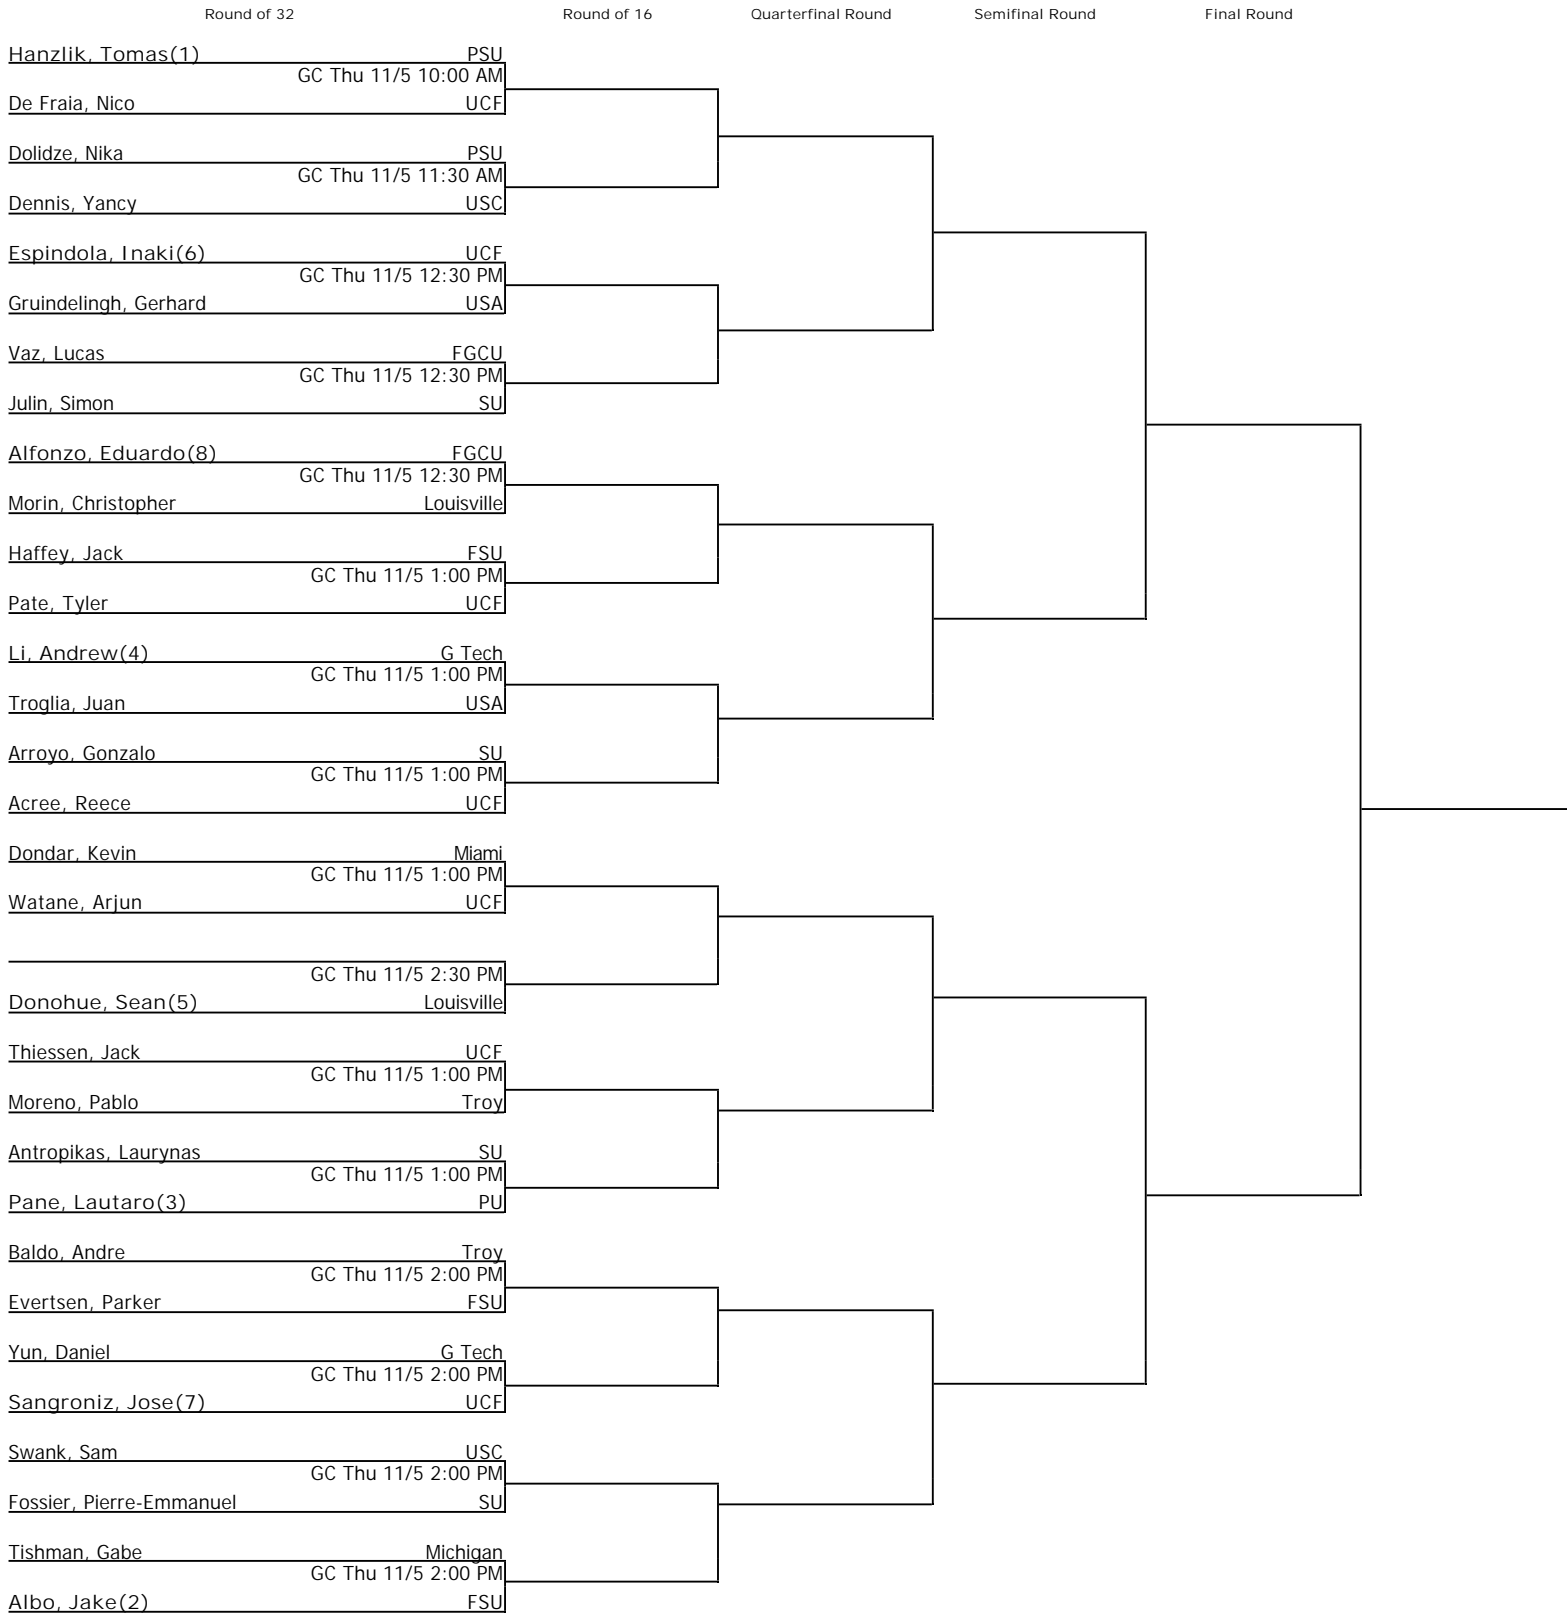 Round of 32 Round of 16 Quarterfinal Round Semifinal Round Final Round
Hanzlik, Tomas(1) PSU
GC Thu 11/5 10:00 AM
De Fraia, Nico UCF
Dolidze, Nika PSU
GC Thu 11/5 11:30 AM
Dennis, Yancy USC
Espindola, Inaki(6) UCF
GC Thu 11/5 12:30 PM
Gruindelingh, Gerhard USA
Vaz, Lucas FGCU
GC Thu 11/5 12:30 PM
Julin, Simon SU
Alfonzo, Eduardo(8) FGCU
GC Thu 11/5 12:30 PM
Morin, Christopher Louisville
Haffey, Jack FSU
GC Thu 11/5 1:00 PM
Pate, Tyler UCF
Li, Andrew(4) G Tech
GC Thu 11/5 1:00 PM
Troglia, Juan USA
Arroyo, Gonzalo SU
GC Thu 11/5 1:00 PM
Acree, Reece UCF
Dondar, Kevin Miami
GC Thu 11/5 1:00 PM
Watane, Arjun UCF
GC Thu 11/5 2:30 PM
Donohue, Sean(5) Louisville
Thiessen, Jack UCF
GC Thu 11/5 1:00 PM
Moreno, Pablo Troy
Antropikas, Laurynas SU
GC Thu 11/5 1:00 PM
Pane, Lautaro(3) PU
Baldo, Andre Troy
GC Thu 11/5 2:00 PM
Evertsen, Parker FSU
Yun, Daniel G Tech
GC Thu 11/5 2:00 PM
Sangroniz, Jose(7) UCF
Swank, Sam USC
GC Thu 11/5 2:00 PM
Fossier, Pierre-Emmanuel SU
Tishman, Gabe Michigan
GC Thu 11/5 2:00 PM
Albo, Jake(2) FSU